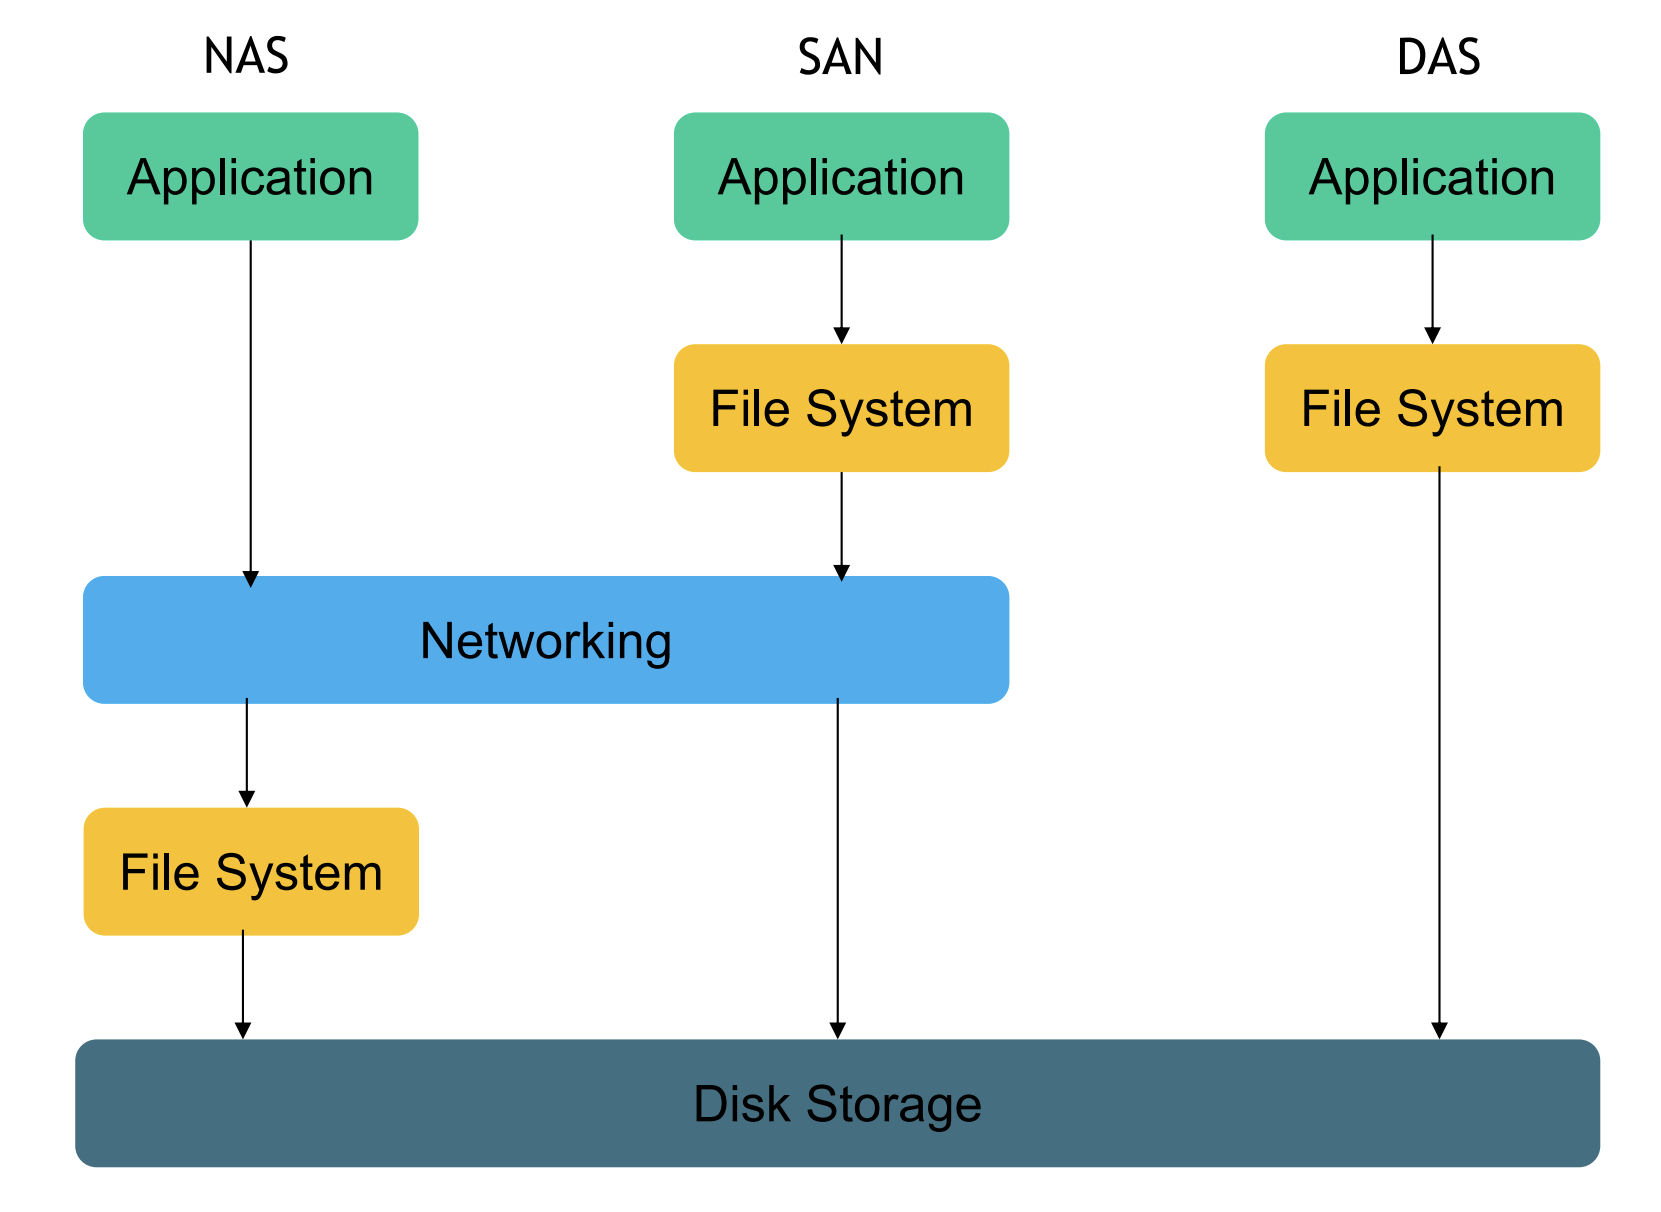 NAS
SAN
DAS
Application
Application
Application
File System
File System
Networking
File System
Disk Storage